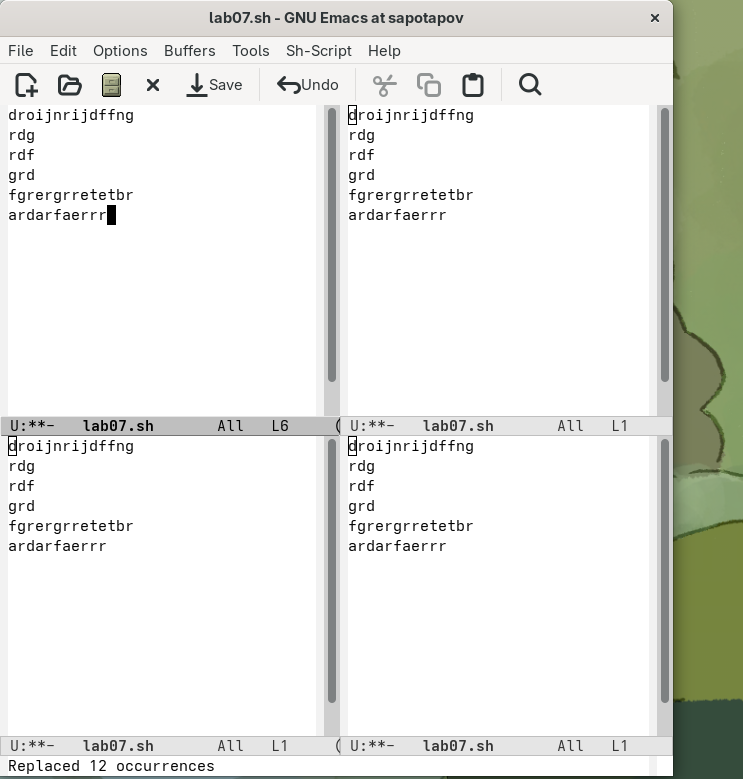 lab07.sh - GNU Emacs at sapotapov
File Edit Options Buffers Tools Sh-Script Help
Save Undo
droijnrijdffng
rdg
rdf
grd
fgrergrretetbr
ardarfaerrr
U:**- lab07.sh All L6 (
droijnrijdffng
rdg
rdf
grd
fgrergrretetbr
ardarfaerrr
U:**- lab07.sh All L1
droijnrijdffng
rdg
rdf
grd
fgrergrretetbr
ardarfaerrr
U:**- lab07.sh All L1 (
droijnrijdffng
rdg
rdf
grd
fgrergrretetbr
ardarfaerrr
U:**- lab07.sh All L1
Replaced 12 occurrences